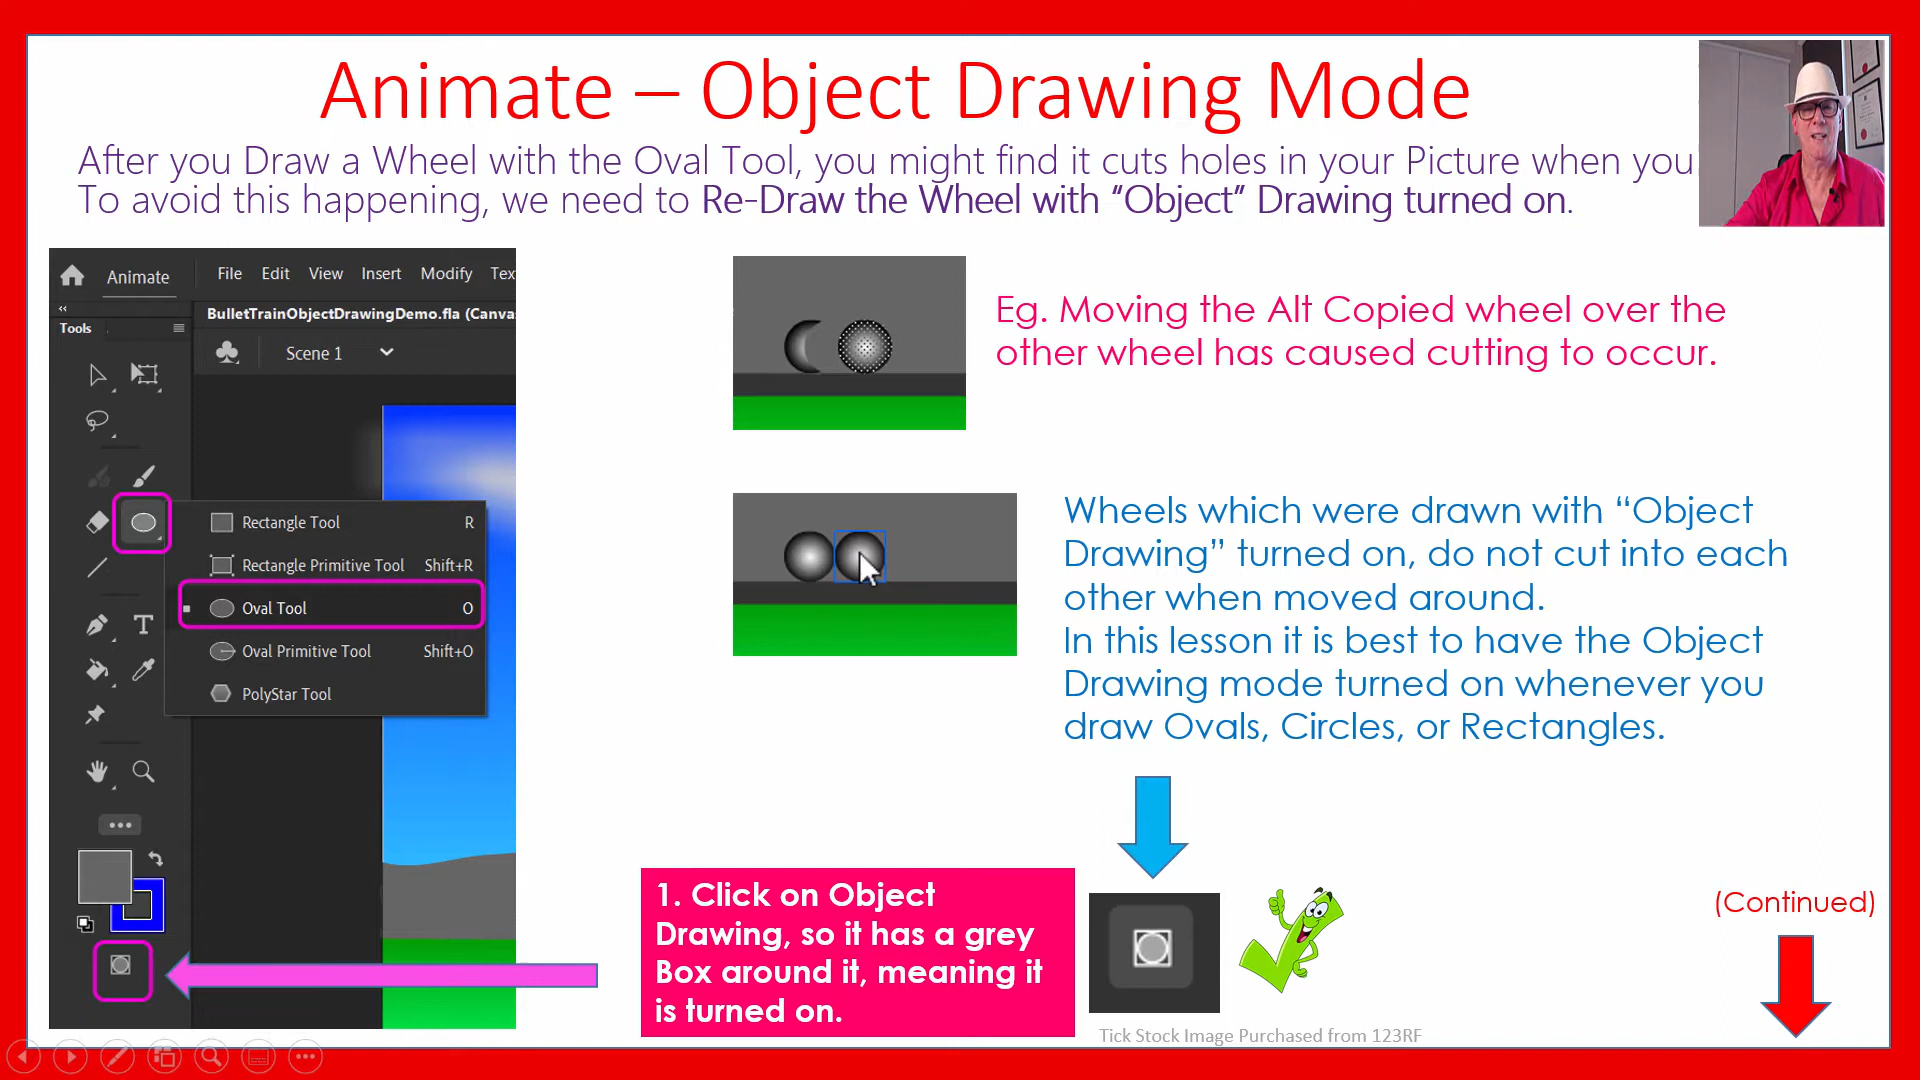 Animate – Object Drawing Mode
After you Draw a Wheel with the Oval Tool, you might find it cuts holes in your Picture when you
To avoid this happening, we need to Re-Draw the Wheel with “Object” Drawing turned on.
Animate
File Edit View Insert Modify Tex
Tools
BulletTrainObjectDrawingDemo.fla (Canva
Scene 1
Rectangle Tool R
Rectangle Primitive Tool Shift+R
Oval Tool O
Oval Primitive Tool Shift+O
PolyStar Tool
T
Eg. Moving the Alt Copied wheel over the
other wheel has caused cutting to occur.
Wheels which were drawn with “Object
Drawing” turned on, do not cut into each
other when moved around.
In this lesson it is best to have the Object
Drawing mode turned on whenever you
draw Ovals, Circles, or Rectangles.
1. Click on Object
Drawing, so it has a grey
Box around it, meaning it
is turned on.
Tick Stock Image Purchased from 123RF
(Continued)